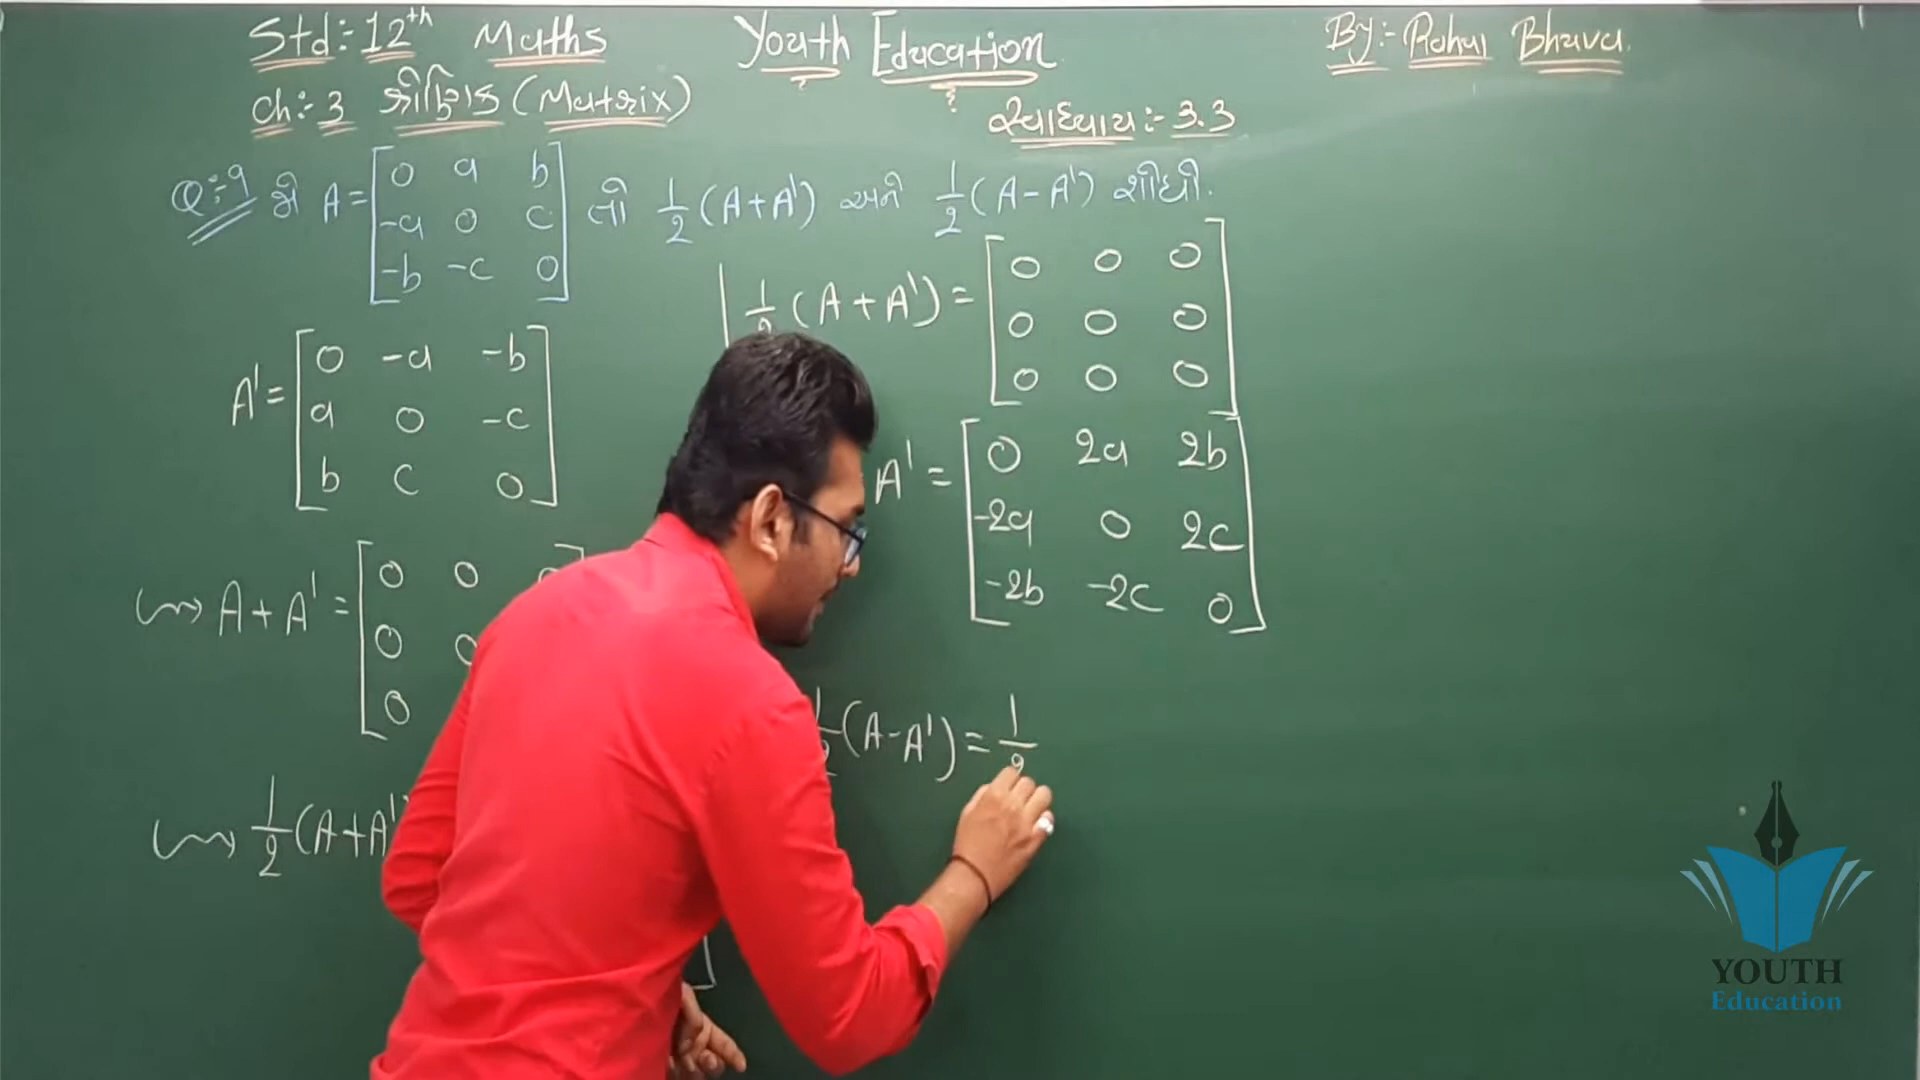 Std:- 12th Maths
Youth Education
By:- Rahul Bhuva.
Ch:- 3 શ્રેણિક (Matrix)
સ્વાધ્યાય:- 3.3
Q:-9 જો A = [0 a b
-a 0 c
-b -c 0] તો 1/2 (A+A') અને 1/2 (A-A') શોધો.
A' = [0 -a -b
a 0 -c
b c 0]
A + A' = [0 0
0 0
0
1/2 (A+A'
1/2 (A+A') = [0 0 0
0 0 0
0 0 0]
A' = [0 2a 2b
-2a 0 2c
-2b -2c 0]
1/2 (A-A') = 1/2
YOUTH
Education